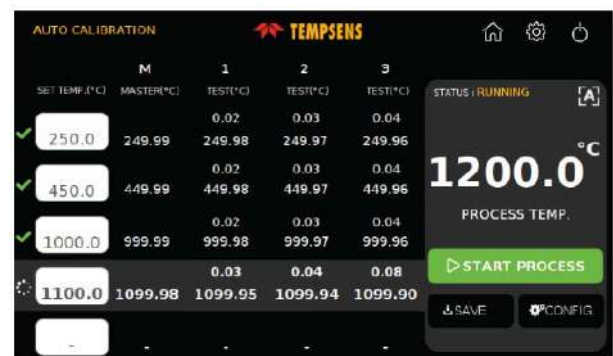 AUTO CALIBRATION
TEMPSENS
M 1 2 3
SET TEMP.(°C) MASTER(°C) TEST(°C) TEST(°C) TEST(°C)
0.02 0.03 0.04
250.0 249.99 249.98 249.97 249.96
0.02 0.03 0.04
450.0 449.99 449.98 449.97 449.96
0.02 0.03 0.04
1000.0 999.99 999.98 999.97 999.96
0.03 0.04 0.08
1100.0 1099.98 1099.95 1099.94 1099.90
- - - - -
STATUS : RUNNING [A]
1200.0 °C
PROCESS TEMP.
START PROCESS
SAVE CONFIG